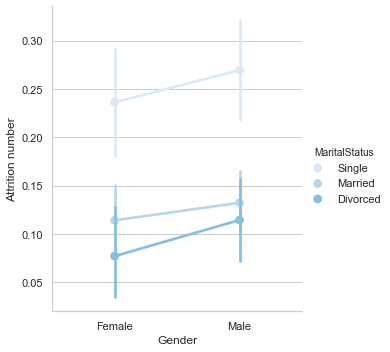 0.30
0.25
0.20
0.15
0.10
0.05
Attrition number
Female
Male
Gender
MaritalStatus
Single
Married
Divorced